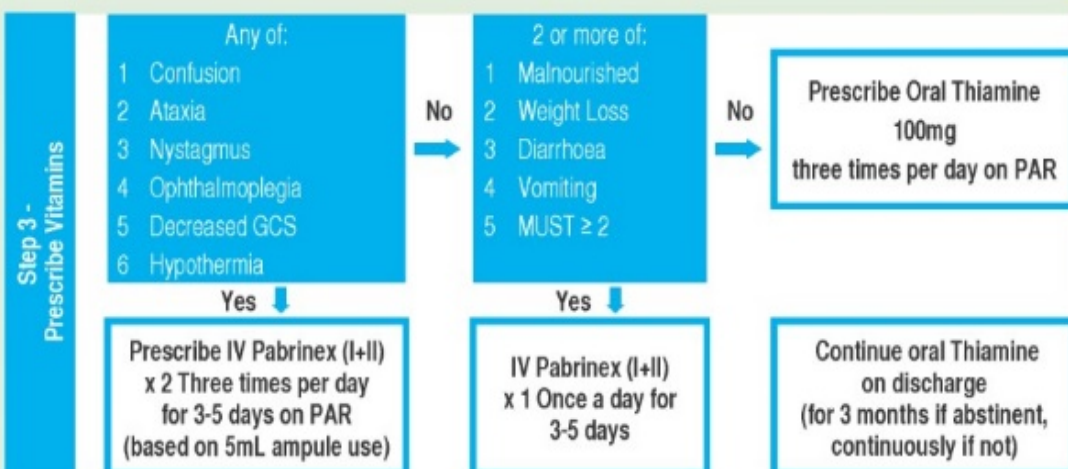 Step 3 -
Prescribe Vitamins
Any of:
1 Confusion
2 Ataxia
3 Nystagmus
4 Ophthalmoplegia
5 Decreased GCS
6 Hypothermia
No
2 or more of:
1 Malnourished
2 Weight Loss
3 Diarrhoea
4 Vomiting
5 MUST ≥ 2
No
Prescribe Oral Thiamine
100mg
three times per day on PAR
Yes
Prescribe IV Pabrinex (I+II)
x 2 Three times per day
for 3-5 days on PAR
(based on 5mL ampule use)
Yes
IV Pabrinex (I+II)
x 1 Once a day for
3-5 days
Continue oral Thiamine
on discharge
(for 3 months if abstinent,
continuously if not)